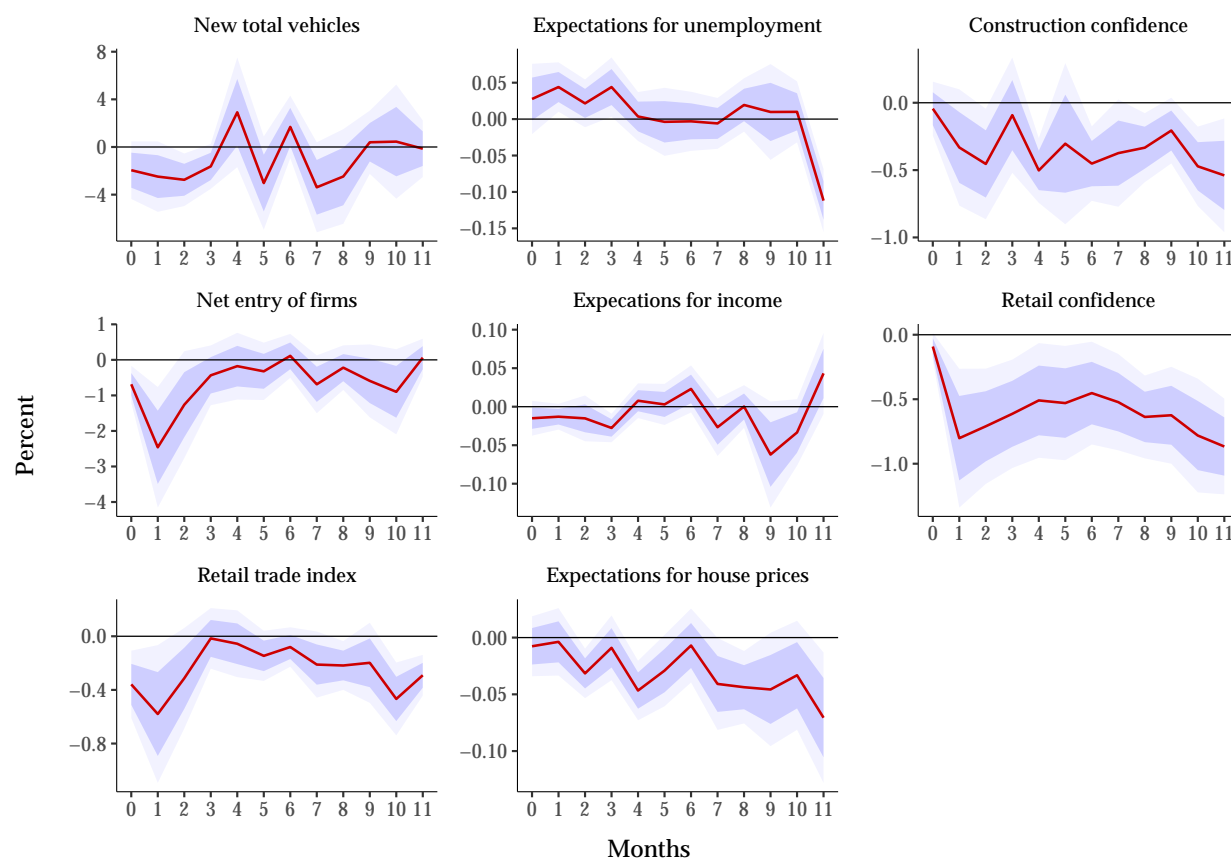 New total vehicles
Expectations for unemployment
Construction confidence
8
4
0
−4
0 1 2 3 4 5 6 7 8 9 10 11
0.05
0.00
−0.05
−0.10
−0.15
0 1 2 3 4 5 6 7 8 9 10 11
0.0
−0.5
−1.0
0 1 2 3 4 5 6 7 8 9 10 11
Net entry of firms
Expecations for income
Retail confidence
1
0
−1
−2
−3
−4
0 1 2 3 4 5 6 7 8 9 10 11
0.10
0.05
0.00
−0.05
−0.10
0 1 2 3 4 5 6 7 8 9 10 11
0.0
−0.5
−1.0
0 1 2 3 4 5 6 7 8 9 10 11
Percent
Retail trade index
Expectations for house prices
0.0
−0.4
−0.8
0 1 2 3 4 5 6 7 8 9 10 11
0.00
−0.05
−0.10
0 1 2 3 4 5 6 7 8 9 10 11
Months